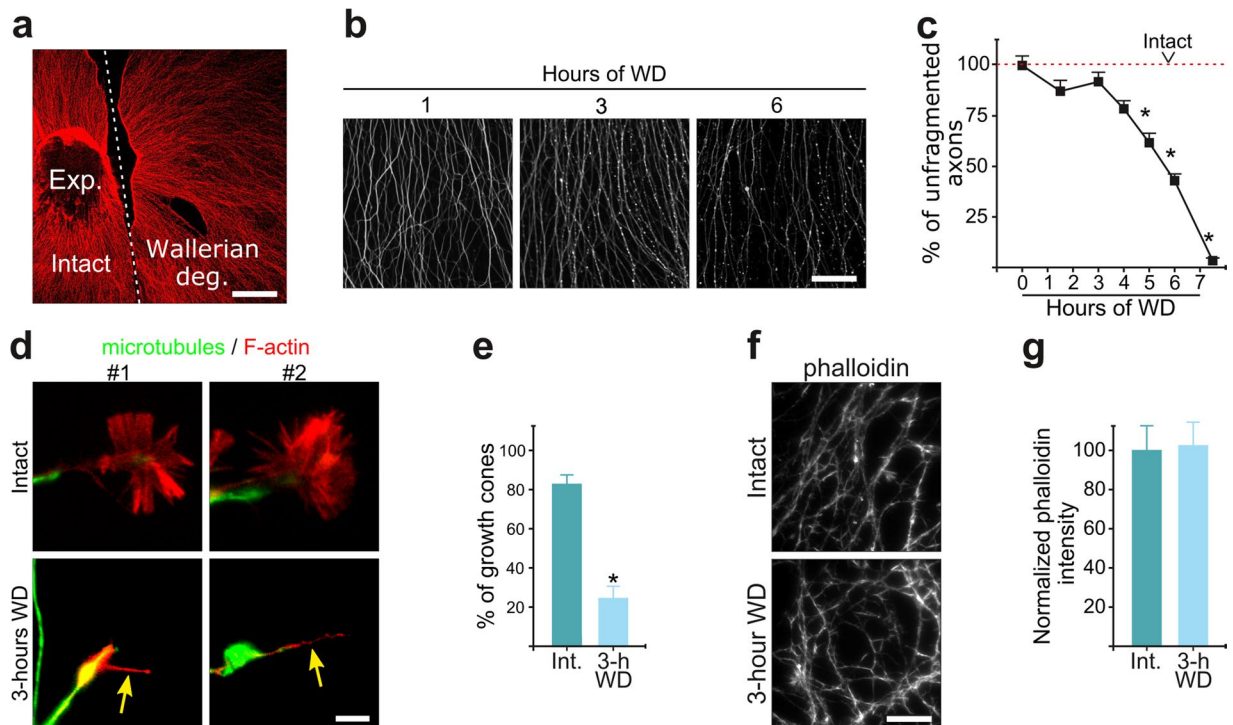 a
Exp.
Intact
Wallerian
deg.
b
Hours of WD
1 3 6
c
Intact
% of unfragmented
axons
100
75
50
25
0 1 2 3 4 5 6 7
Hours of WD
*
*
*
d
microtubules / F-actin
#1 #2
Intact
3-hours WD
e
% of growth cones
100
80
60
40
20
*
Int. 3-h
WD
f
phalloidin
Intact
3-hour WD
g
Normalized phalloidin
intensity
100
80
60
40
20
Int. 3-h
WD